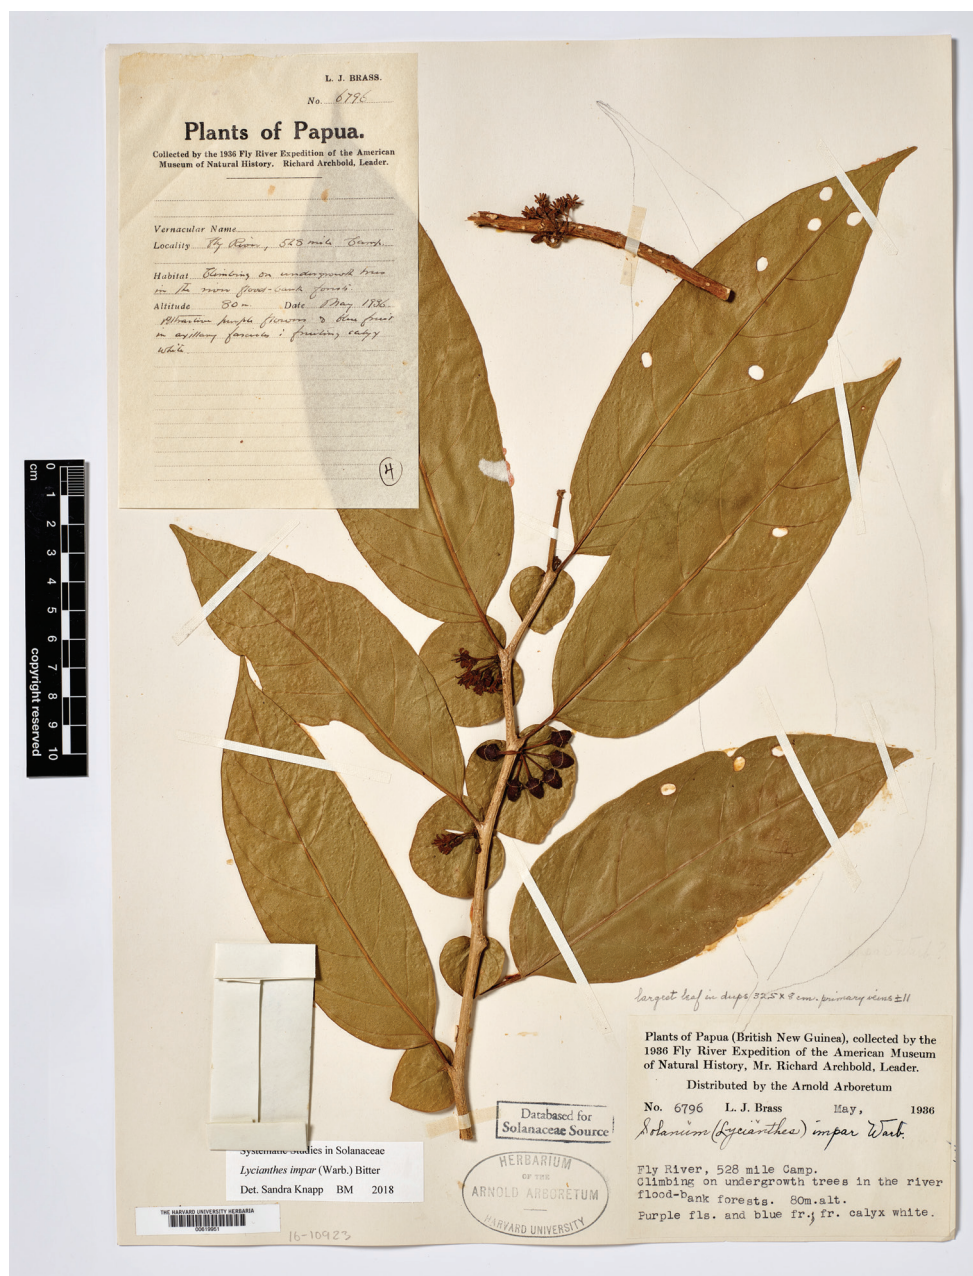 L. J. BRASS.
No. 6796
Plants of Papua.
Collected by the 1936 Fly River Expedition of the American
Museum of Natural History. Richard Archbold, Leader.
Vernacular Name
Locality Fly River, 528 mile Camp.
Habitat Climbing on undergrowth trees
in the river flood-bank forests.
Altitude 80 m Date May 1936
Attractive purple flowers & blue fruit
in axillary fascicles; fruiting calyx
white.
4
cm
0
1
2
3
4
5
6
7
8
9
10
copyright reserved
largest leaf in dups 32.5 x 8 cm. primary veins ± 11
Plants of Papua (British New Guinea), collected by the
1936 Fly River Expedition of the American Museum
of Natural History, Mr. Richard Archbold, Leader.
Distributed by the Arnold Arboretum
No. 6796 L. J. Brass May, 1936
Solanum (Lycianthes) impar Warb.
Fly River, 528 mile Camp.
Climbing on undergrowth trees in the river
flood-bank forests. 80m.alt.
Purple fls. and blue fr.; fr. calyx white.
Databased for
Solanaceae Source
HERBARIUM
OF THE
ARNOLD ARBORETUM
HARVARD UNIVERSITY
Systematic Studies in Solanaceae
Lycianthes impar (Warb.) Bitter
Det. Sandra Knapp BM 2018
THE HARVARD UNIVERSITY HERBARIA
00619951
16-10923